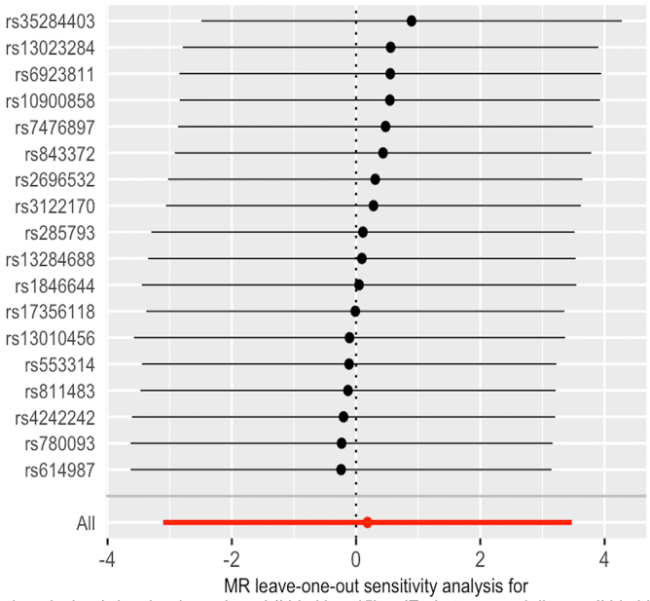 rs35284403
rs13023284
rs6923811
rs10900858
rs7476897
rs843372
rs2696532
rs3122170
rs285793
rs13284688
rs1846644
rs17356118
rs13010456
rs553314
rs811483
rs4242242
rs780093
rs614987
All
-4 -2 0 2 4
MR leave-one-out sensitivity analysis for